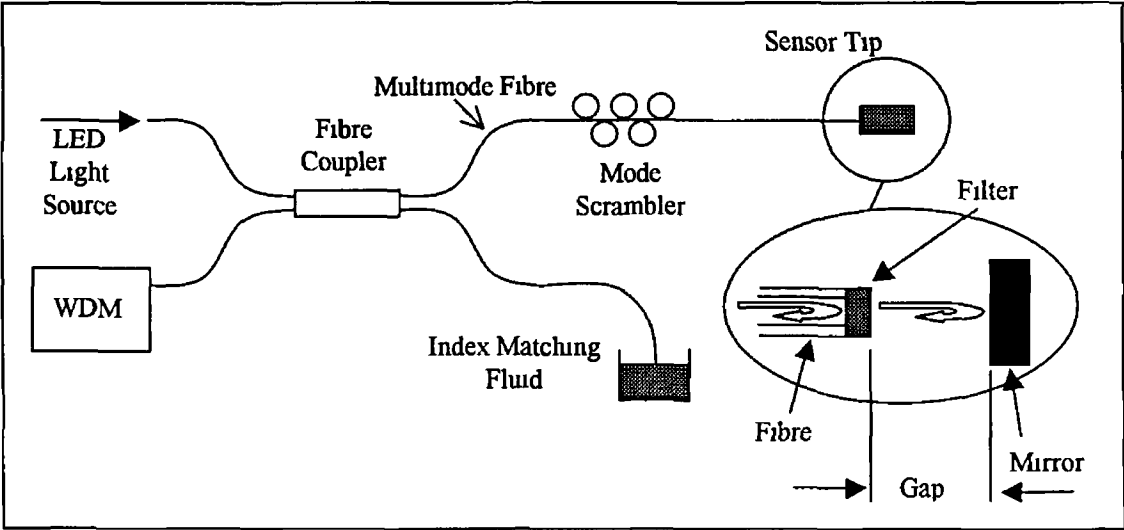 Sensor Tip
Multimode Fibre
LED
Light
Source
Fibre
Coupler
Mode
Scrambler
Filter
WDM
Index Matching
Fluid
Fibre
Mirror
Gap